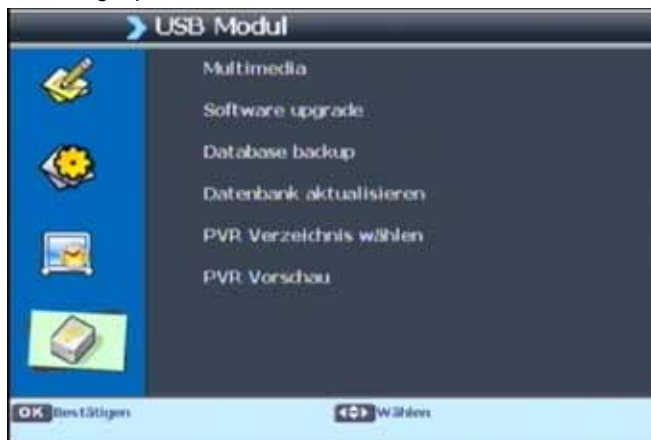 USB Modul
Multimedia
Software upgrade
Database backup
Datenbank aktualisieren
PVR Verzeichnis wählen
PVR Vorschau
OK Bestätigen Wählen